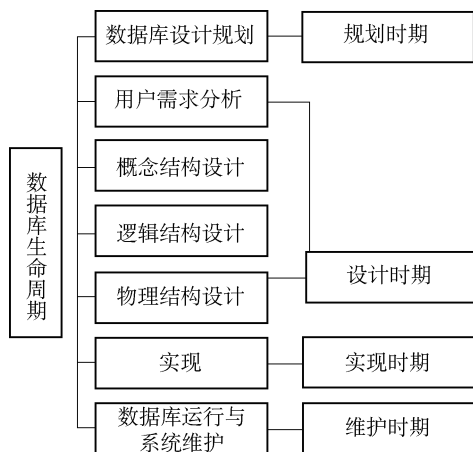 数据库设计规划
规划时期
用户需求分析
概念结构设计
数据库生命周期
逻辑结构设计
设计时期
物理结构设计
实现
实现时期
数据库运行与
系统维护
维护时期